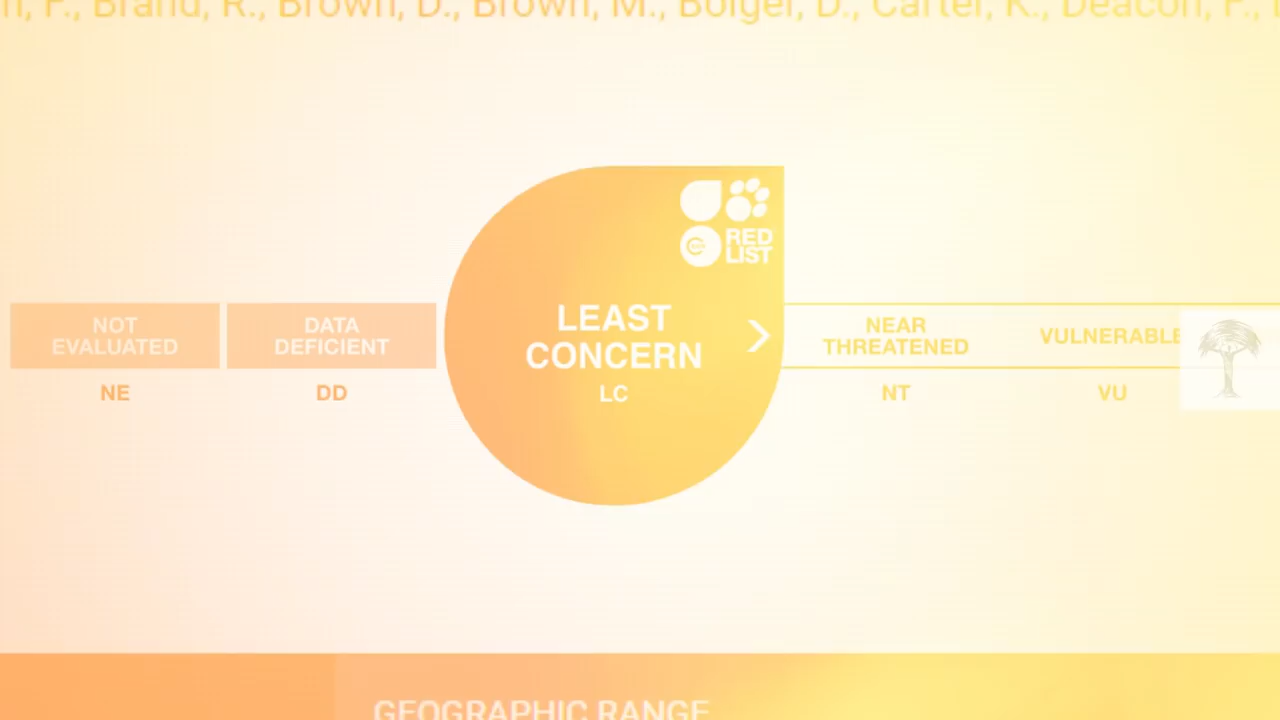 F., Brand, R., Brown, D., Brown, M., Bolger, D., Carter, K., Deacon, F.,
RED
LIST
LEAST
CONCERN
LC
NOT
EVALUATED
NE
DATA
DEFICIENT
DD
NEAR
THREATENED
NT
VULNERABLE
VU
GEOGRAPHIC RANGE